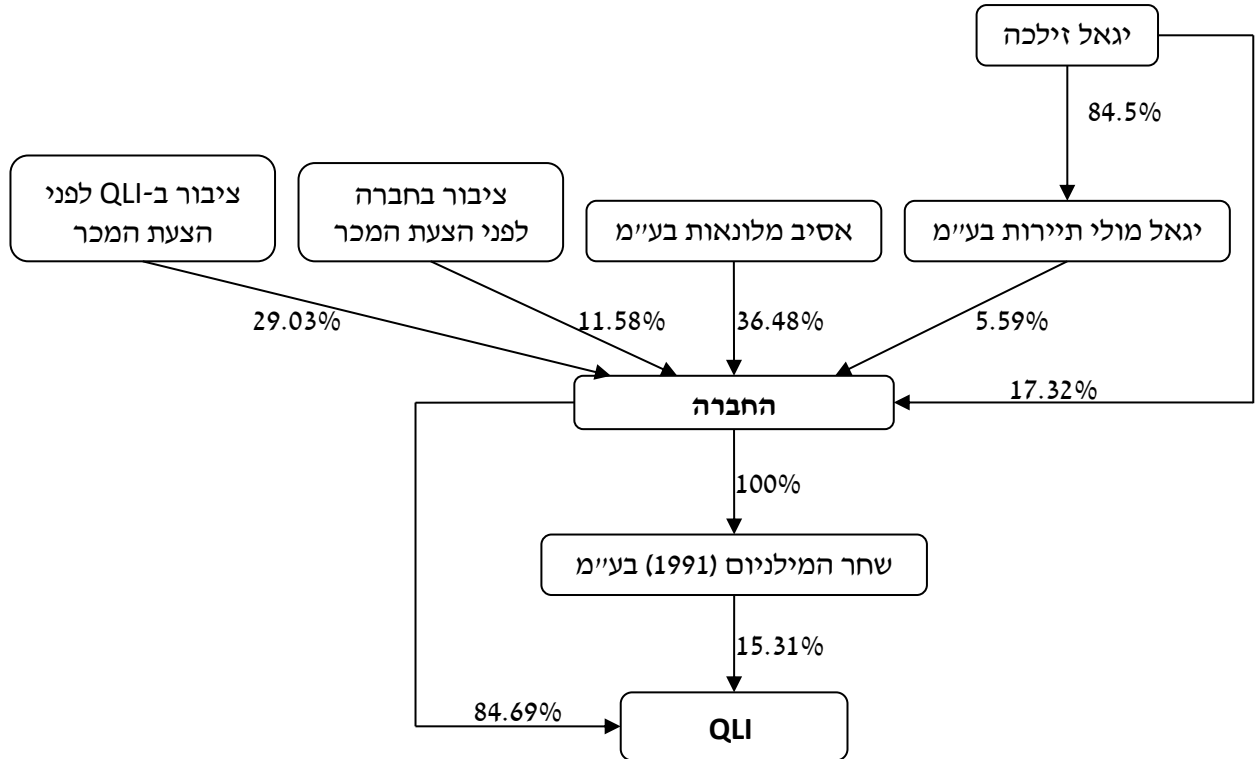 יגאל זילכה
84.5%
ציבור ב-QLI לפני
הצעת המכר
ציבור בחברה
לפני הצעת המכר
אסיב מלונאות בע״מ
יגאל מולי תיירות בע״מ
29.03%
11.58%
36.48%
5.59%
17.32%
החברה
100%
שחר המילניום (1991) בע״מ
15.31%
84.69%
QLI